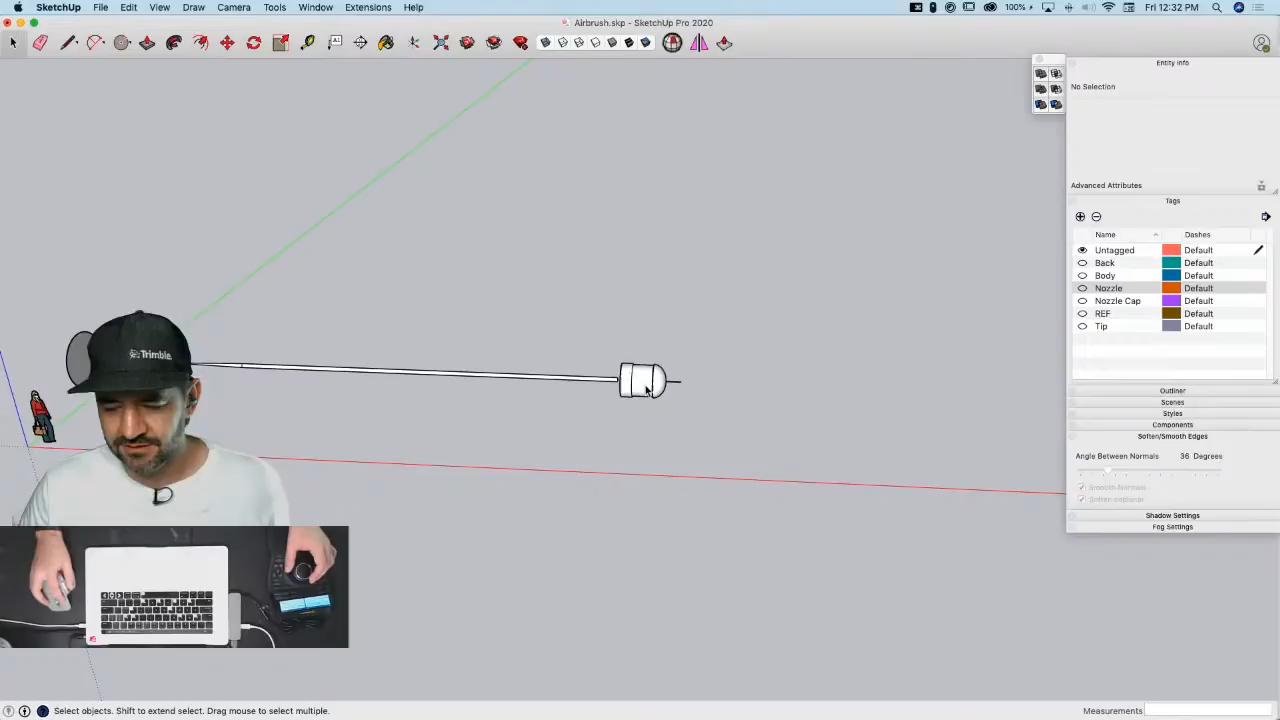 SketchUp File Edit View Camera Draw Tools Window Extensions Help
100% Fri 12:32 PM
Airbrush.skp - SketchUp Pro 2020
Entity Info
No Selection
Advanced Attributes
Tags
Name Dashes
Untagged Default
Back Default
Body Default
Nozzle Default
Nozzle Cap Default
REF Default
Tip Default
Outliner
Scenes
Styles
Components
Soften/Smooth Edges
Angle Between Normals 36 Degrees
Smooth Normals
Soften coplanar
Shadow Settings
Fog Settings
Trimble.
Select objects. Shift to extend select. Drag mouse to select multiple.
Measurements